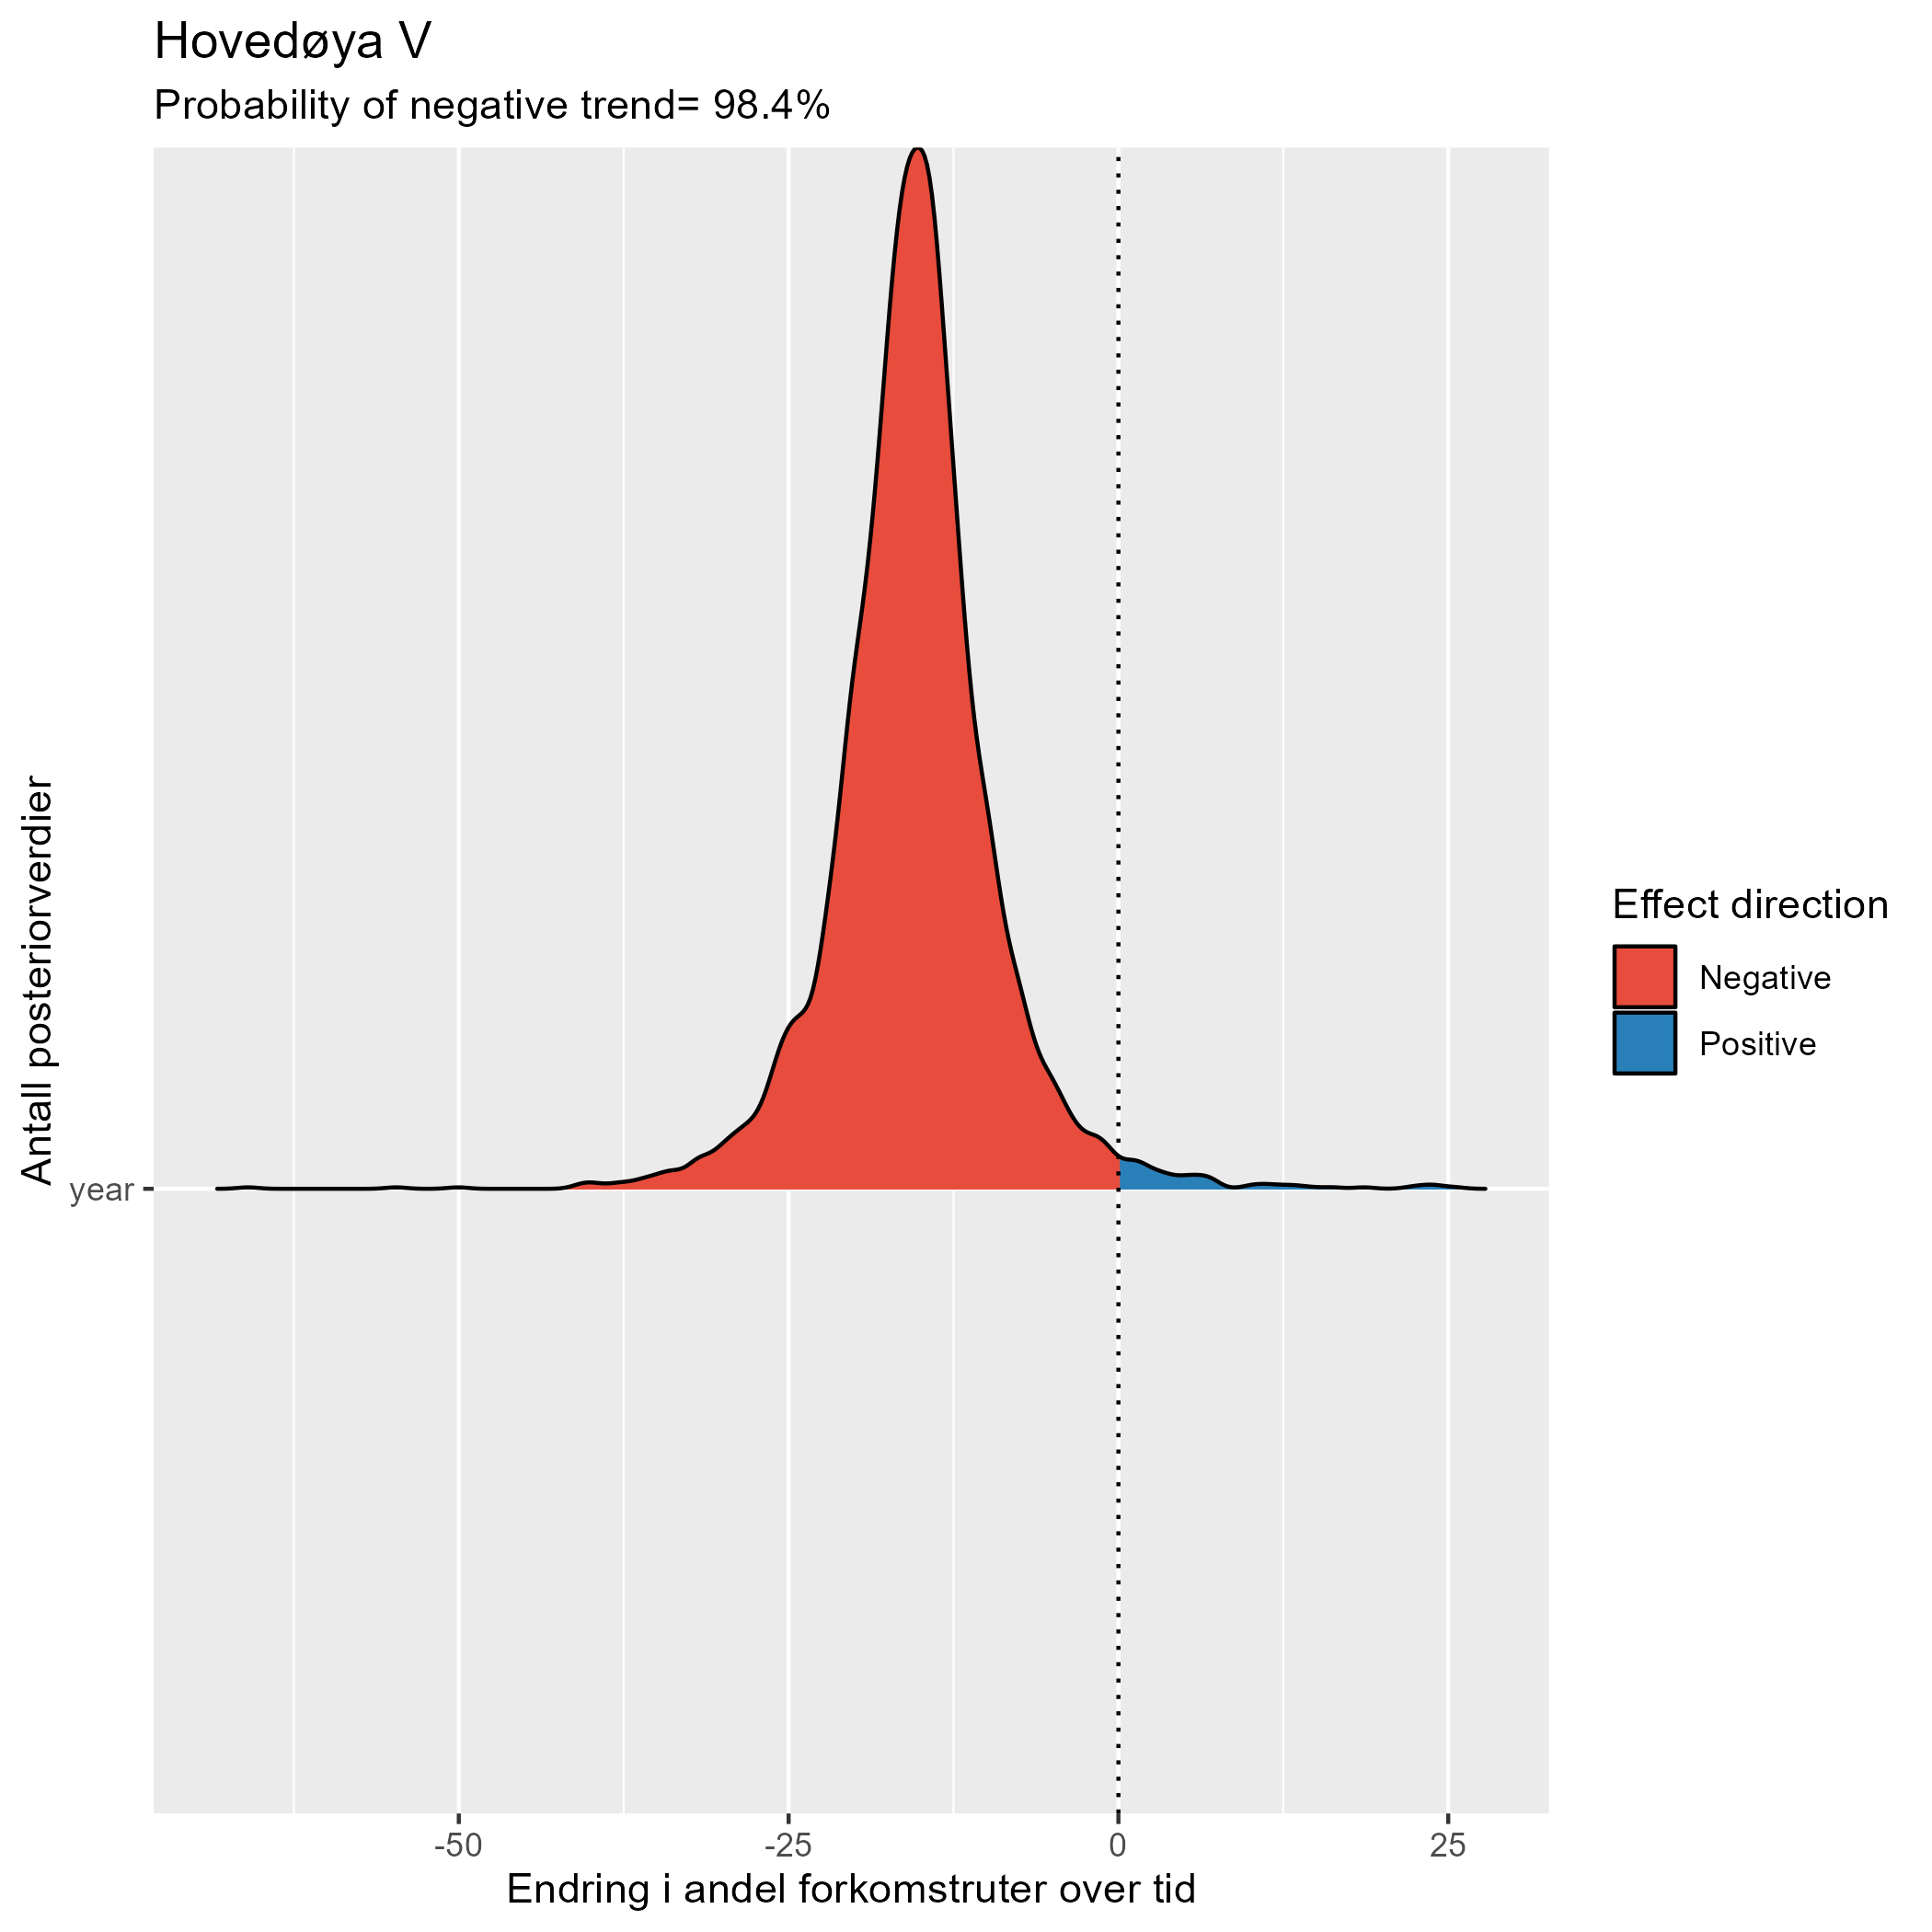 Hovedøya V
Probability of negative trend= 98.4%
Antall posteriorverdier
year
Effect direction
Negative
Positive
-50
-25
0
25
Endring i andel forkomstruter over tid